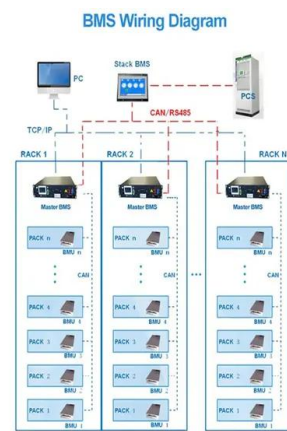 BMS Wiring Diagram
Stack BMS
PC
PCS
CAN/RS485
TCP/IP
RACK 1
RACK 2
RACK N
Master BMS
Master BMS
Master BMS
PACK n
BMU n
PACK n
BMU n
PACK n
BMU n
CAN
CAN
CAN
PACK 4
BMU 4
PACK 4
BMU 4
PACK 4
BMU 4
PACK 3
BMU 3
PACK 3
BMU 3
PACK 3
BMU 3
PACK 2
BMU 2
PACK 2
BMU 2
PACK 2
BMU 2
PACK 1
BMU 1
PACK 1
BMU 1
PACK 1
BMU 1